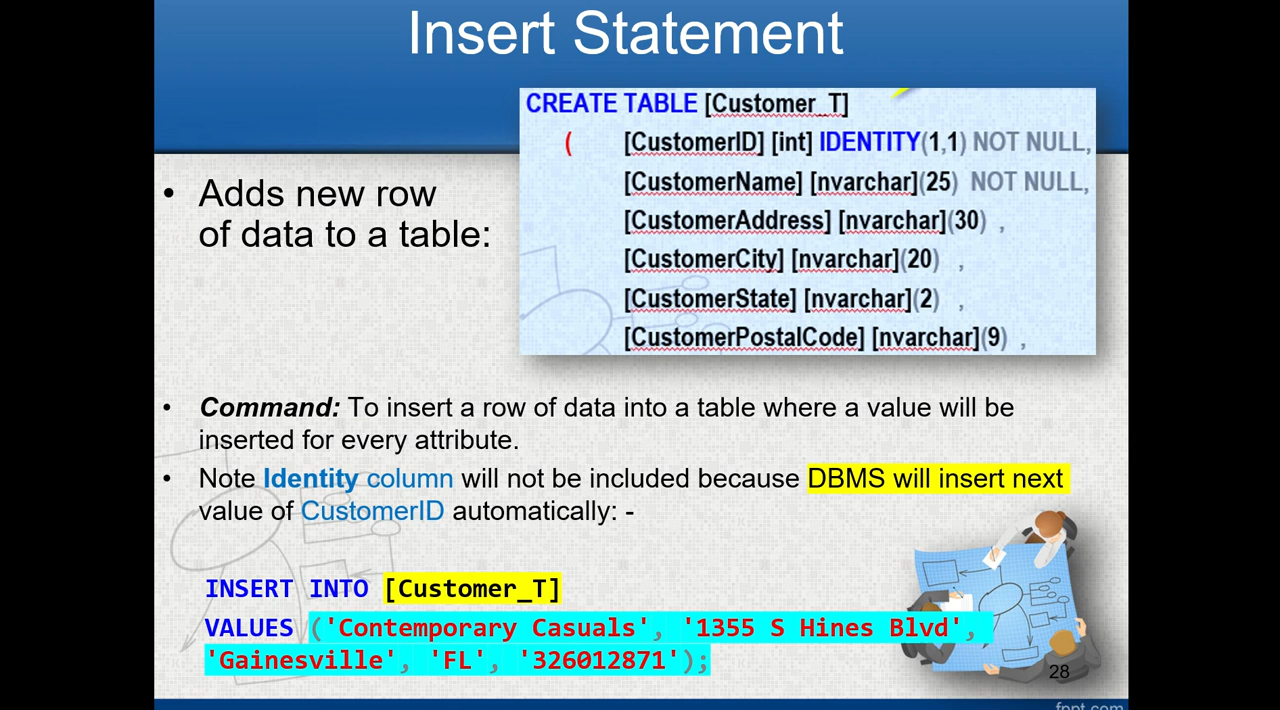 Insert Statement
CREATE TABLE [Customer_T]
( [CustomerID] [int] IDENTITY(1,1) NOT NULL,
[CustomerName] [nvarchar](25) NOT NULL,
[CustomerAddress] [nvarchar](30) ,
[CustomerCity] [nvarchar](20) ,
[CustomerState] [nvarchar](2) ,
[CustomerPostalCode] [nvarchar](9) ,
• Adds new row
of data to a table:
• Command: To insert a row of data into a table where a value will be
inserted for every attribute.
• Note Identity column will not be included because DBMS will insert next
value of CustomerID automatically: -
INSERT INTO [Customer_T]
VALUES ('Contemporary Casuals', '1355 S Hines Blvd',
'Gainesville', 'FL', '326012871');
28
fppt.com